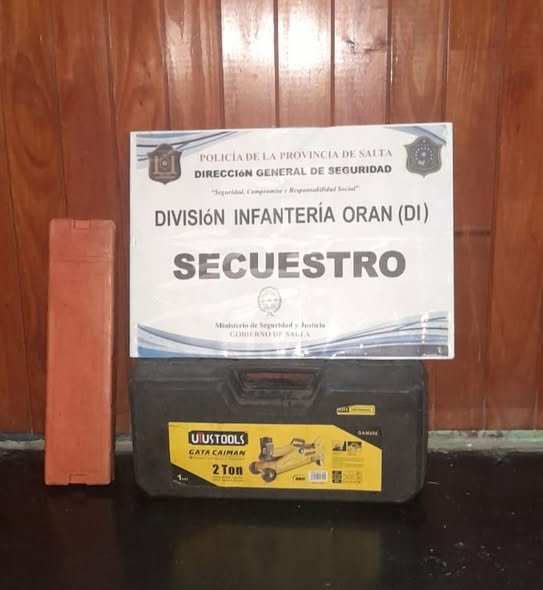 POLICÍA DE LA PROVINCIA DE SALTA
DIRECCIóN GENERAL DE SEGURIDAD
"Seguridad, Compromiso y Responsabilidad Social"
DIVISIóN INFANTERÍA ORAN (DI)
SECUESTRO
Ministerio de Seguridad y Justicia
GOBIERNO DE SALTA
UYUSTOOLS
GATA CAIMAN
2 Ton